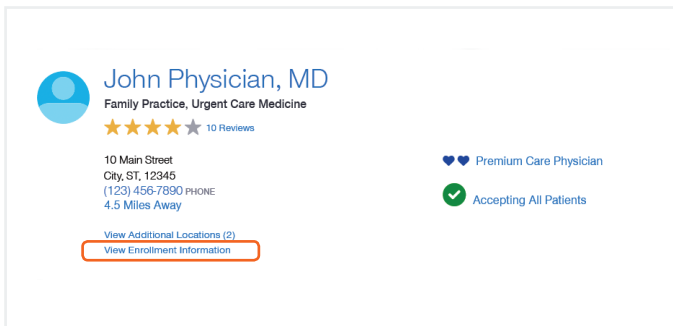 John Physician, MD
Family Practice, Urgent Care Medicine
10 Reviews
10 Main Street
City, ST, 12345
(123) 456-7890 PHONE
4.5 Miles Away
View Additional Locations (2)
View Enrollment Information
Premium Care Physician
Accepting All Patients